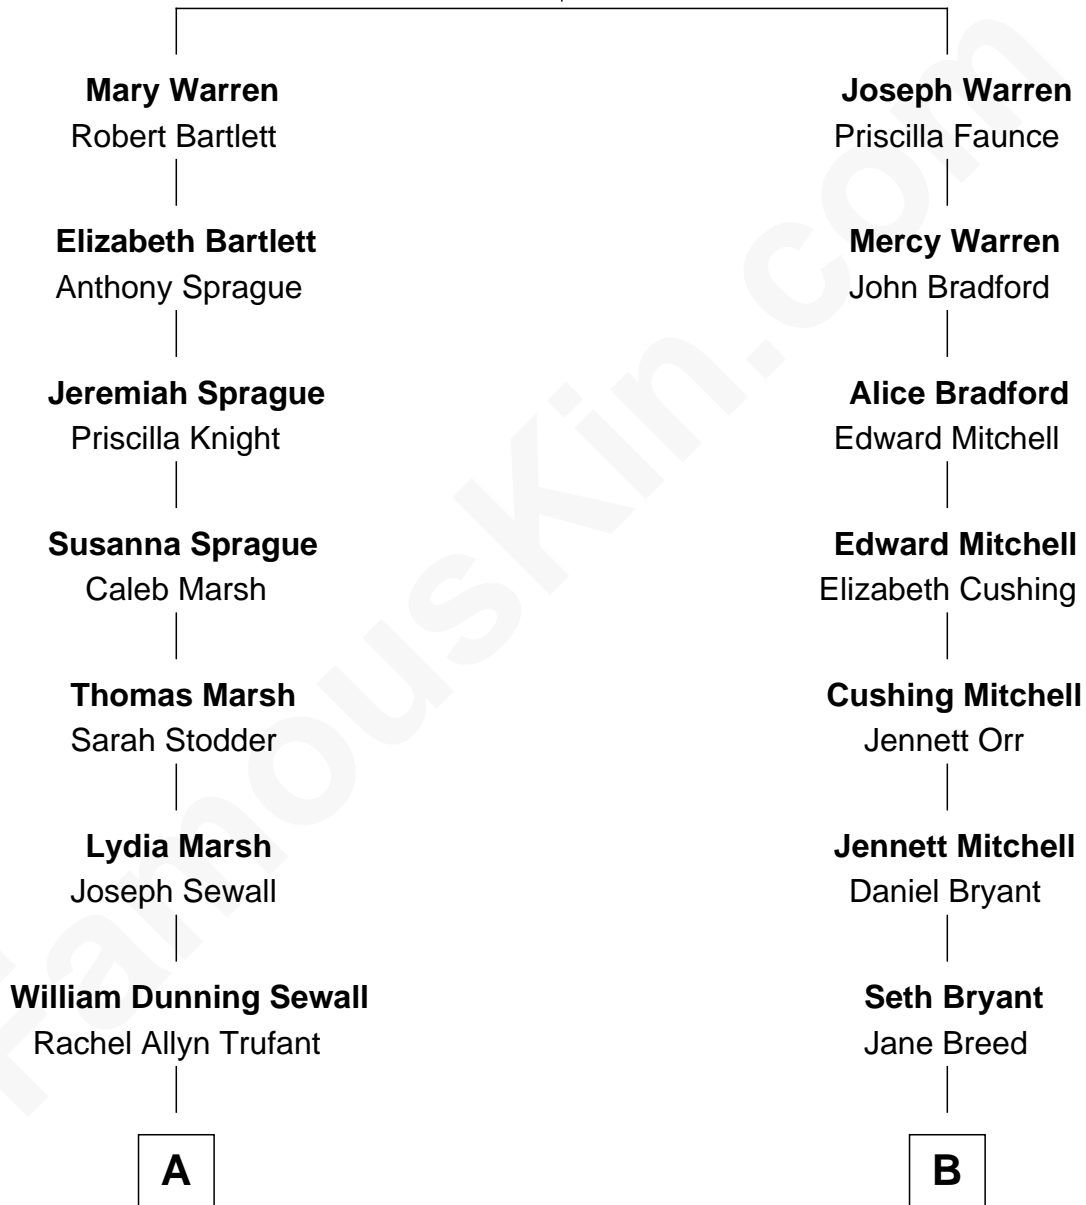 Mary Warren
Robert Bartlett
Elizabeth Bartlett
Anthony Sprague
Jeremiah Sprague
Priscilla Knight
Susanna Sprague
Caleb Marsh
Thomas Marsh
Sarah Stodder
Lydia Marsh
Joseph Sewall
William Dunning Sewall
Rachel Allyn Trufant
A
Joseph Warren
Priscilla Faunce
Mercy Warren
John Bradford
Alice Bradford
Edward Mitchell
Edward Mitchell
Elizabeth Cushing
Cushing Mitchell
Jennett Orr
Jennett Mitchell
Daniel Bryant
Seth Bryant
Jane Breed
B
FamousKin.com